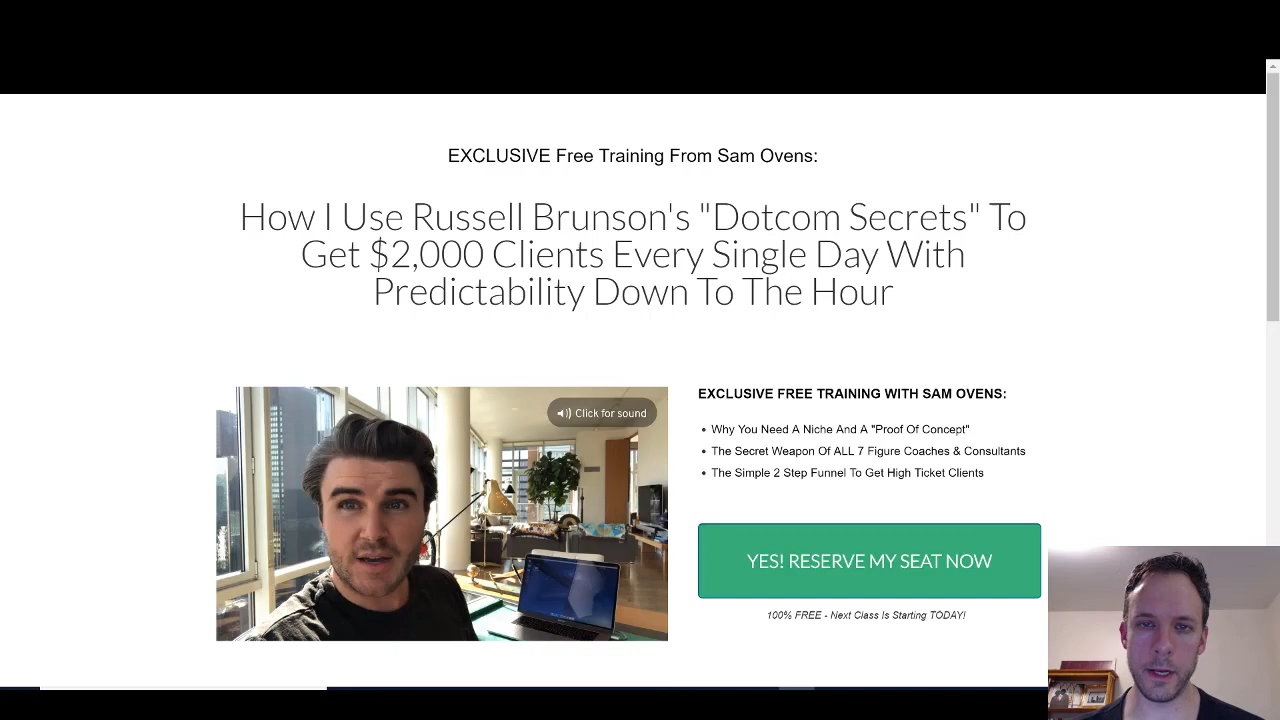 EXCLUSIVE Free Training From Sam Ovens:
How I Use Russell Brunson's "Dotcom Secrets" To
Get $2,000 Clients Every Single Day With
Predictability Down To The Hour
Click for sound
EXCLUSIVE FREE TRAINING WITH SAM OVENS:
• Why You Need A Niche And A "Proof Of Concept"
• The Secret Weapon Of ALL 7 Figure Coaches & Consultants
• The Simple 2 Step Funnel To Get High Ticket Clients
YES! RESERVE MY SEAT NOW
100% FREE - Next Class Is Starting TODAY!